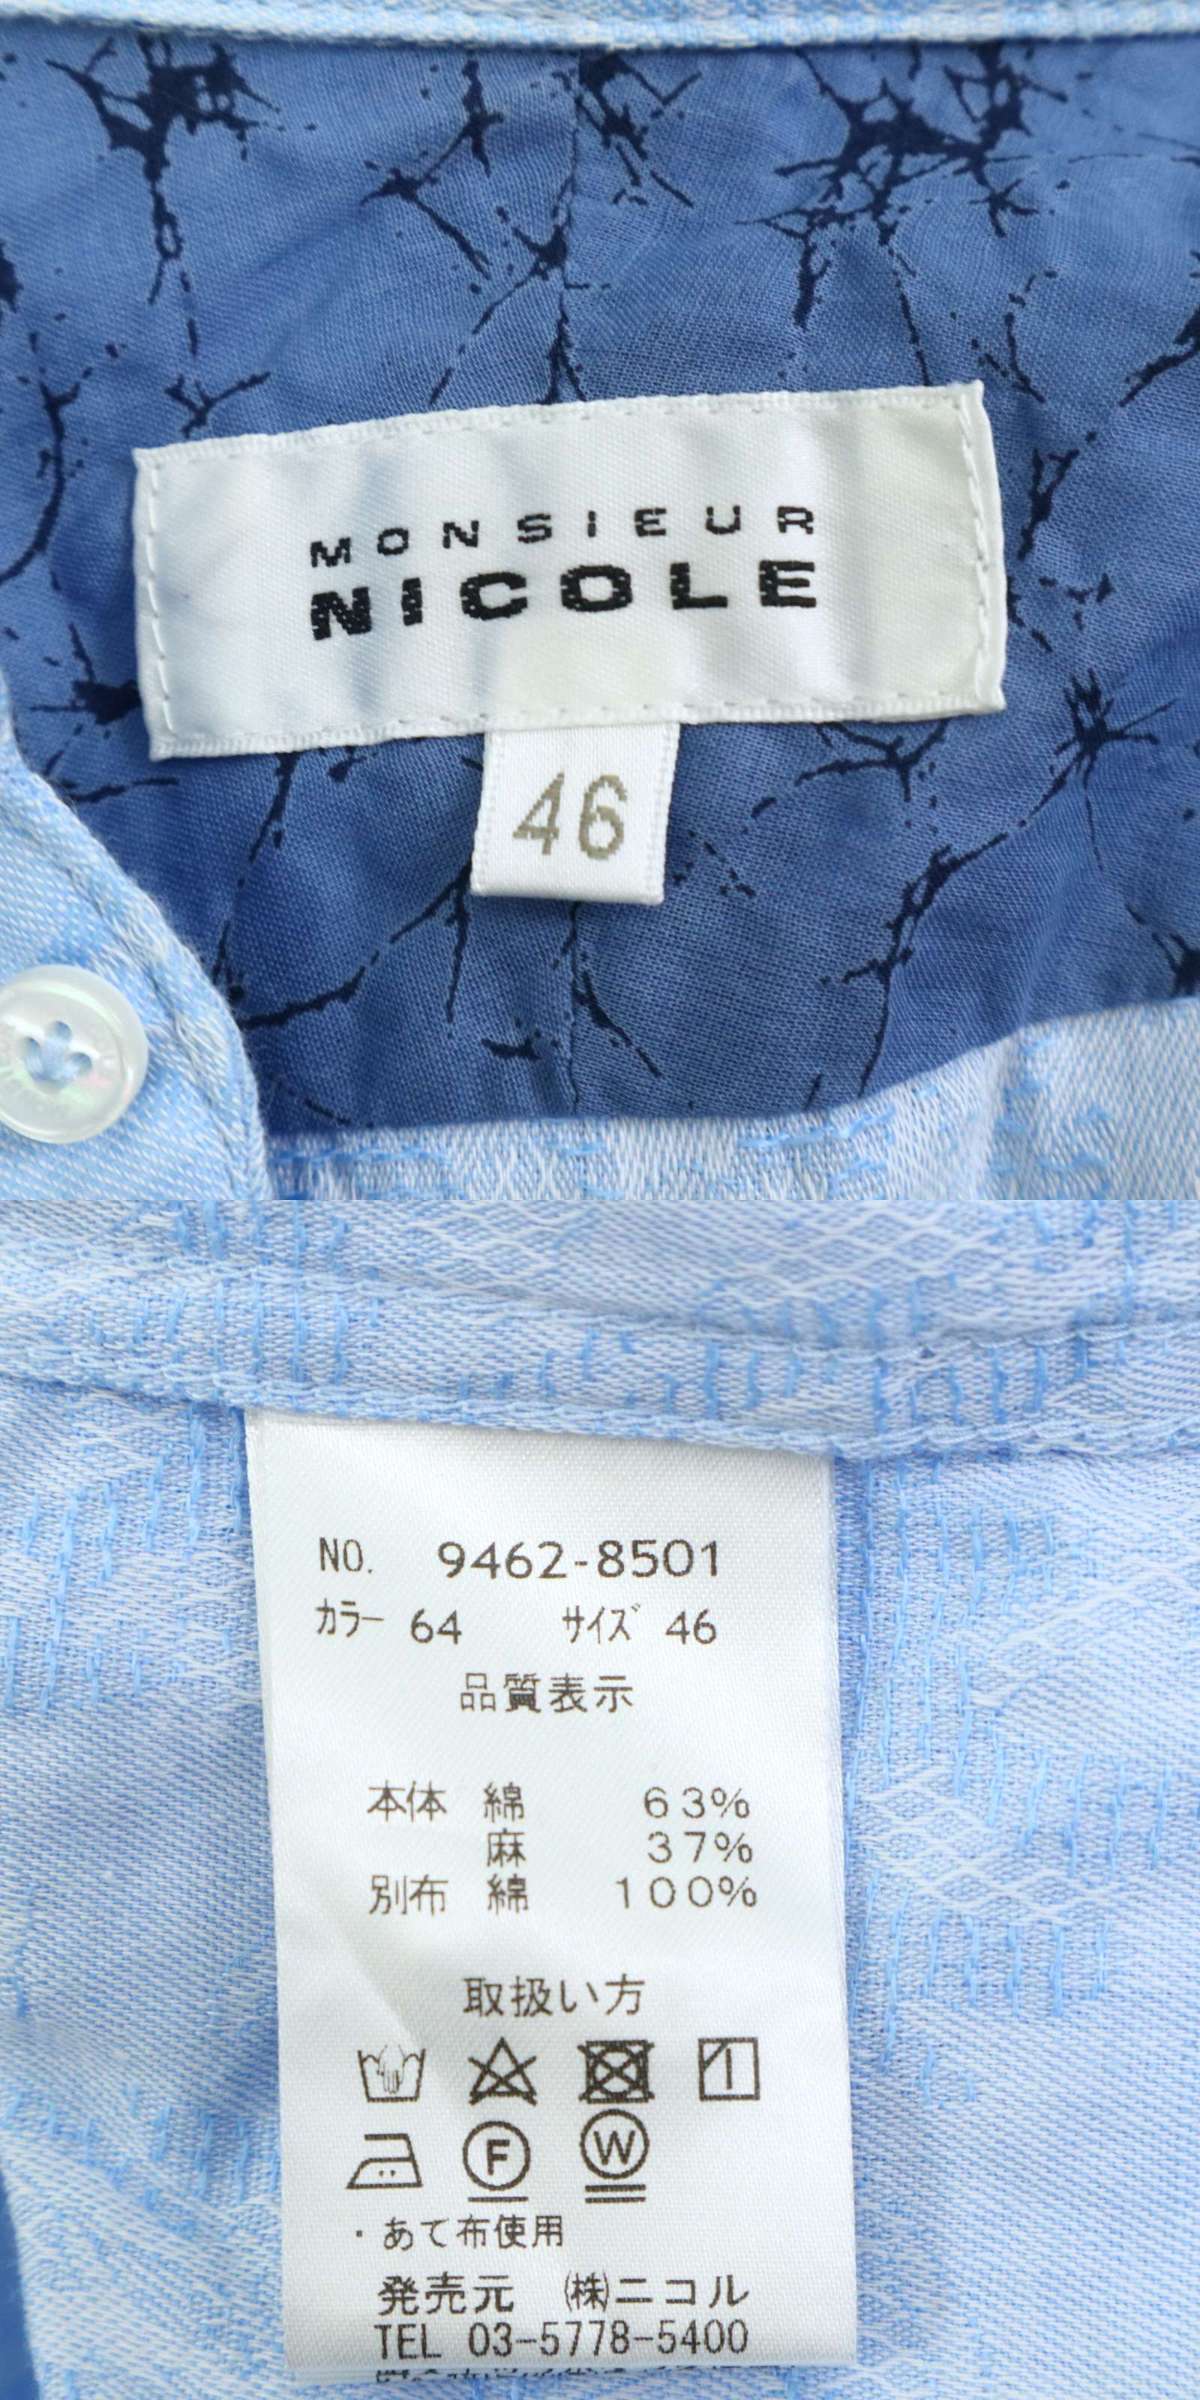 MONSIEUR
NICOLE
46
NO. 9462-8501
カラー 64 サイズ 46
品質表示
本体 綿 63%
麻 37%
別布 綿 100%
取扱い方
F W
・あて布使用
発売元 ㈱ニコル
TEL 03-5778-5400